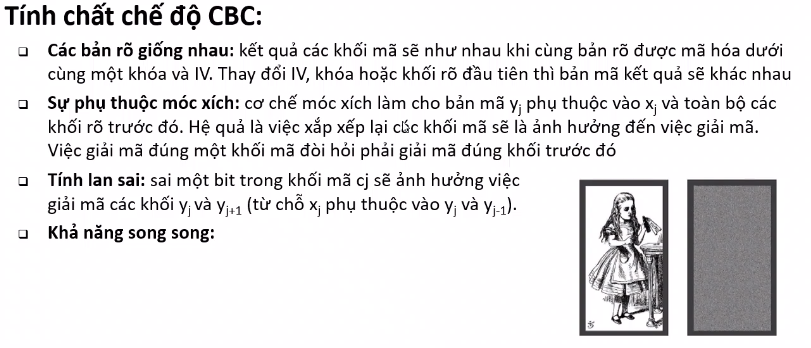 Tính chất chế độ CBC:
❑ Các bản rõ giống nhau: kết quả các khối mã sẽ như nhau khi cùng bản rõ được mã hóa dưới
cùng một khóa và IV. Thay đổi IV, khóa hoặc khối rõ đầu tiên thì bản mã kết quả sẽ khác nhau
❑ Sự phụ thuộc móc xích: cơ chế móc xích làm cho bản mã yj phụ thuộc vào xj và toàn bộ các
khối rõ trước đó. Hệ quả là việc xắp xếp lại các khối mã sẽ là ảnh hưởng đến việc giải mã.
Việc giải mã đúng một khối mã đòi hỏi phải giải mã đúng khối trước đó
❑ Tính lan sai: sai một bit trong khối mã cj sẽ ảnh hưởng việc
giải mã các khối yj và yj+1 (từ chỗ xj phụ thuộc vào yj và yj-1).
❑ Khả năng song song: